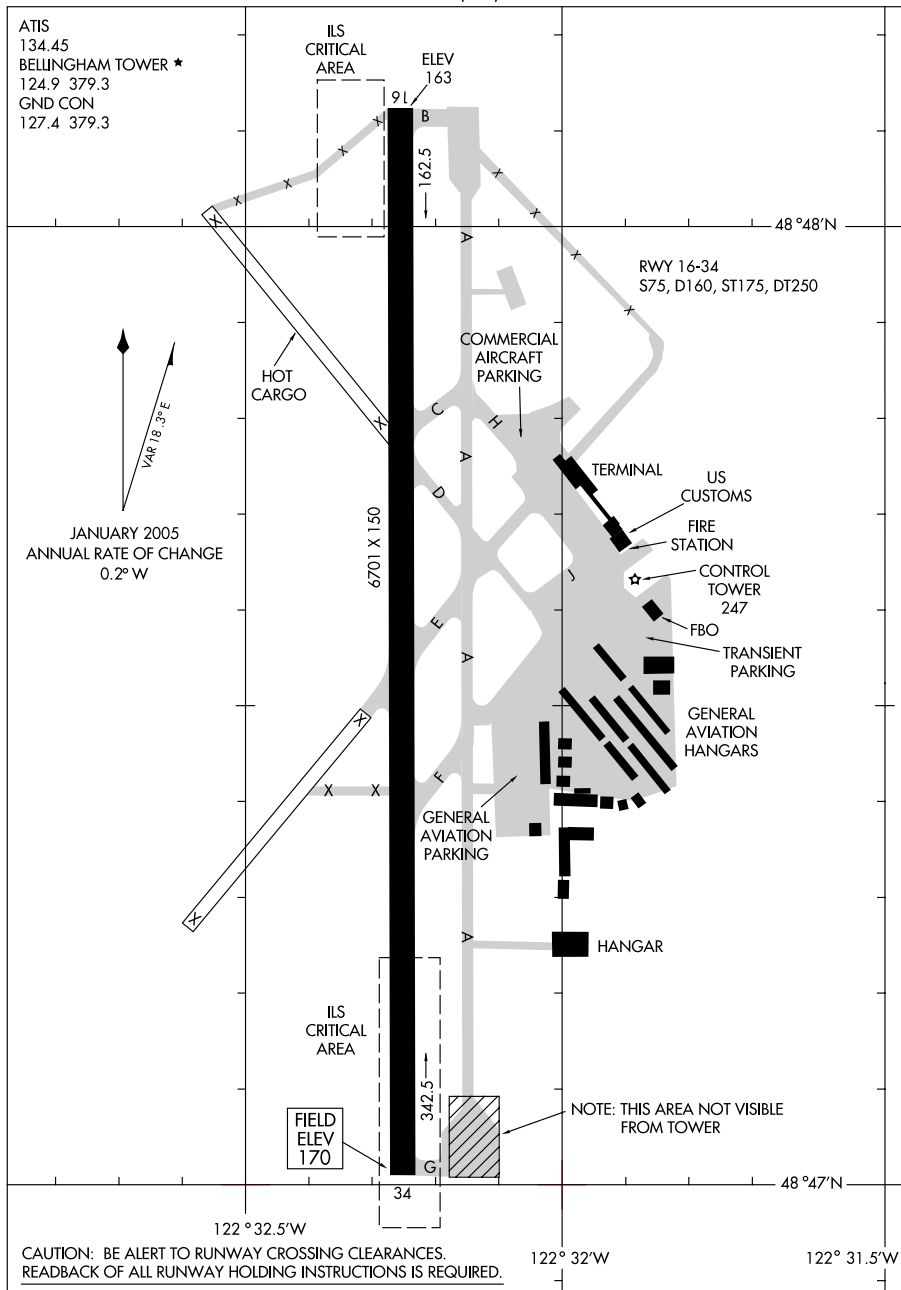 ATIS
134.45
BELLINGHAM TOWER ★
124.9 379.3
GND CON
127.4 379.3
ILS
CRITICAL
AREA
ELEV
163
16
B
162.5
X
X
X
X
X
X
X
X
X
X
A
48°48'N
RWY 16-34
S75, D160, ST175, DT250
VAR 18.3° E
JANUARY 2005
ANNUAL RATE OF CHANGE
0.2° W
HOT
CARGO
X
COMMERCIAL
AIRCRAFT
PARKING
C
H
A
D
TERMINAL
US
CUSTOMS
FIRE
STATION
J
CONTROL
TOWER
247
FBO
TRANSIENT
PARKING
6701 X 150
E
A
X
GENERAL
AVIATION
HANGARS
F
X
X
GENERAL
AVIATION
PARKING
X
A
HANGAR
ILS
CRITICAL
AREA
342.5
FIELD
ELEV
170
G
34
NOTE: THIS AREA NOT VISIBLE
FROM TOWER
48°47'N
122°32.5'W
122°32'W
122°31.5'W
CAUTION: BE ALERT TO RUNWAY CROSSING CLEARANCES.
READBACK OF ALL RUNWAY HOLDING INSTRUCTIONS IS REQUIRED.